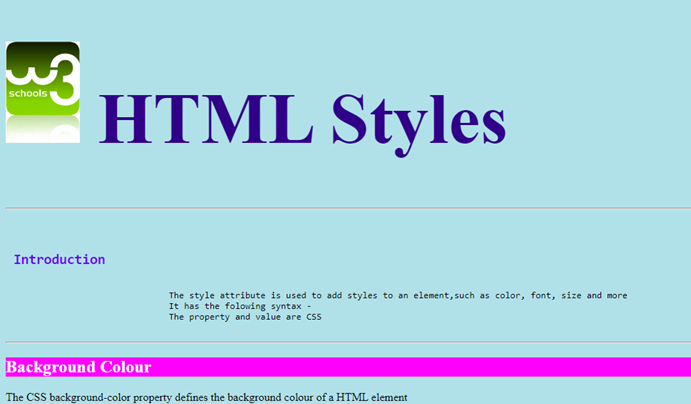 w3
schools
HTML Styles
Introduction
The style attribute is used to add styles to an element,such as color, font, size and more
It has the folowing syntax -
The property and value are CSS
Background Colour
The CSS background-color property defines the background colour of a HTML element